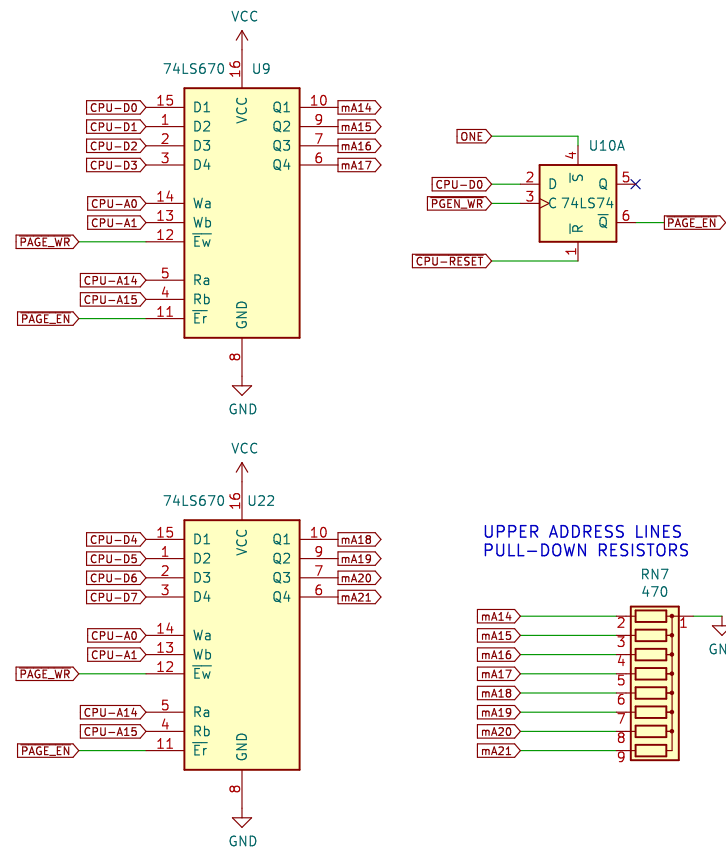 VCC
74LS670 U9
16
VCC
CPU-D0 15 D1 Q1 10 mA14
CPU-D1 1 D2 Q2 9 mA15
CPU-D2 2 D3 Q3 7 mA16
CPU-D3 3 D4 Q4 6 mA17
CPU-A0 14 Wa
CPU-A1 13 Wb
PAGE_WR 12 Ew
CPU-A14 5 Ra
CPU-A15 4 Rb
PAGE_EN 11 Er
GND
8
GND
ONE
4
U10A
S
CPU-D0 2 D Q 5
PGEN_WR 3 C 74LS74
Q 6 PAGE_EN
R
1
CPU-RESET
VCC
74LS670 U22
16
VCC
CPU-D4 15 D1 Q1 10 mA18
CPU-D5 1 D2 Q2 9 mA19
CPU-D6 2 D3 Q3 7 mA20
CPU-D7 3 D4 Q4 6 mA21
CPU-A0 14 Wa
CPU-A1 13 Wb
PAGE_WR 12 Ew
CPU-A14 5 Ra
CPU-A15 4 Rb
PAGE_EN 11 Er
GND
8
GND
UPPER ADDRESS LINES
PULL-DOWN RESISTORS
RN7
470
mA14 2 1
mA15 3
mA16 4
mA17 5
mA18 6
mA19 7
mA20 8
mA21 9